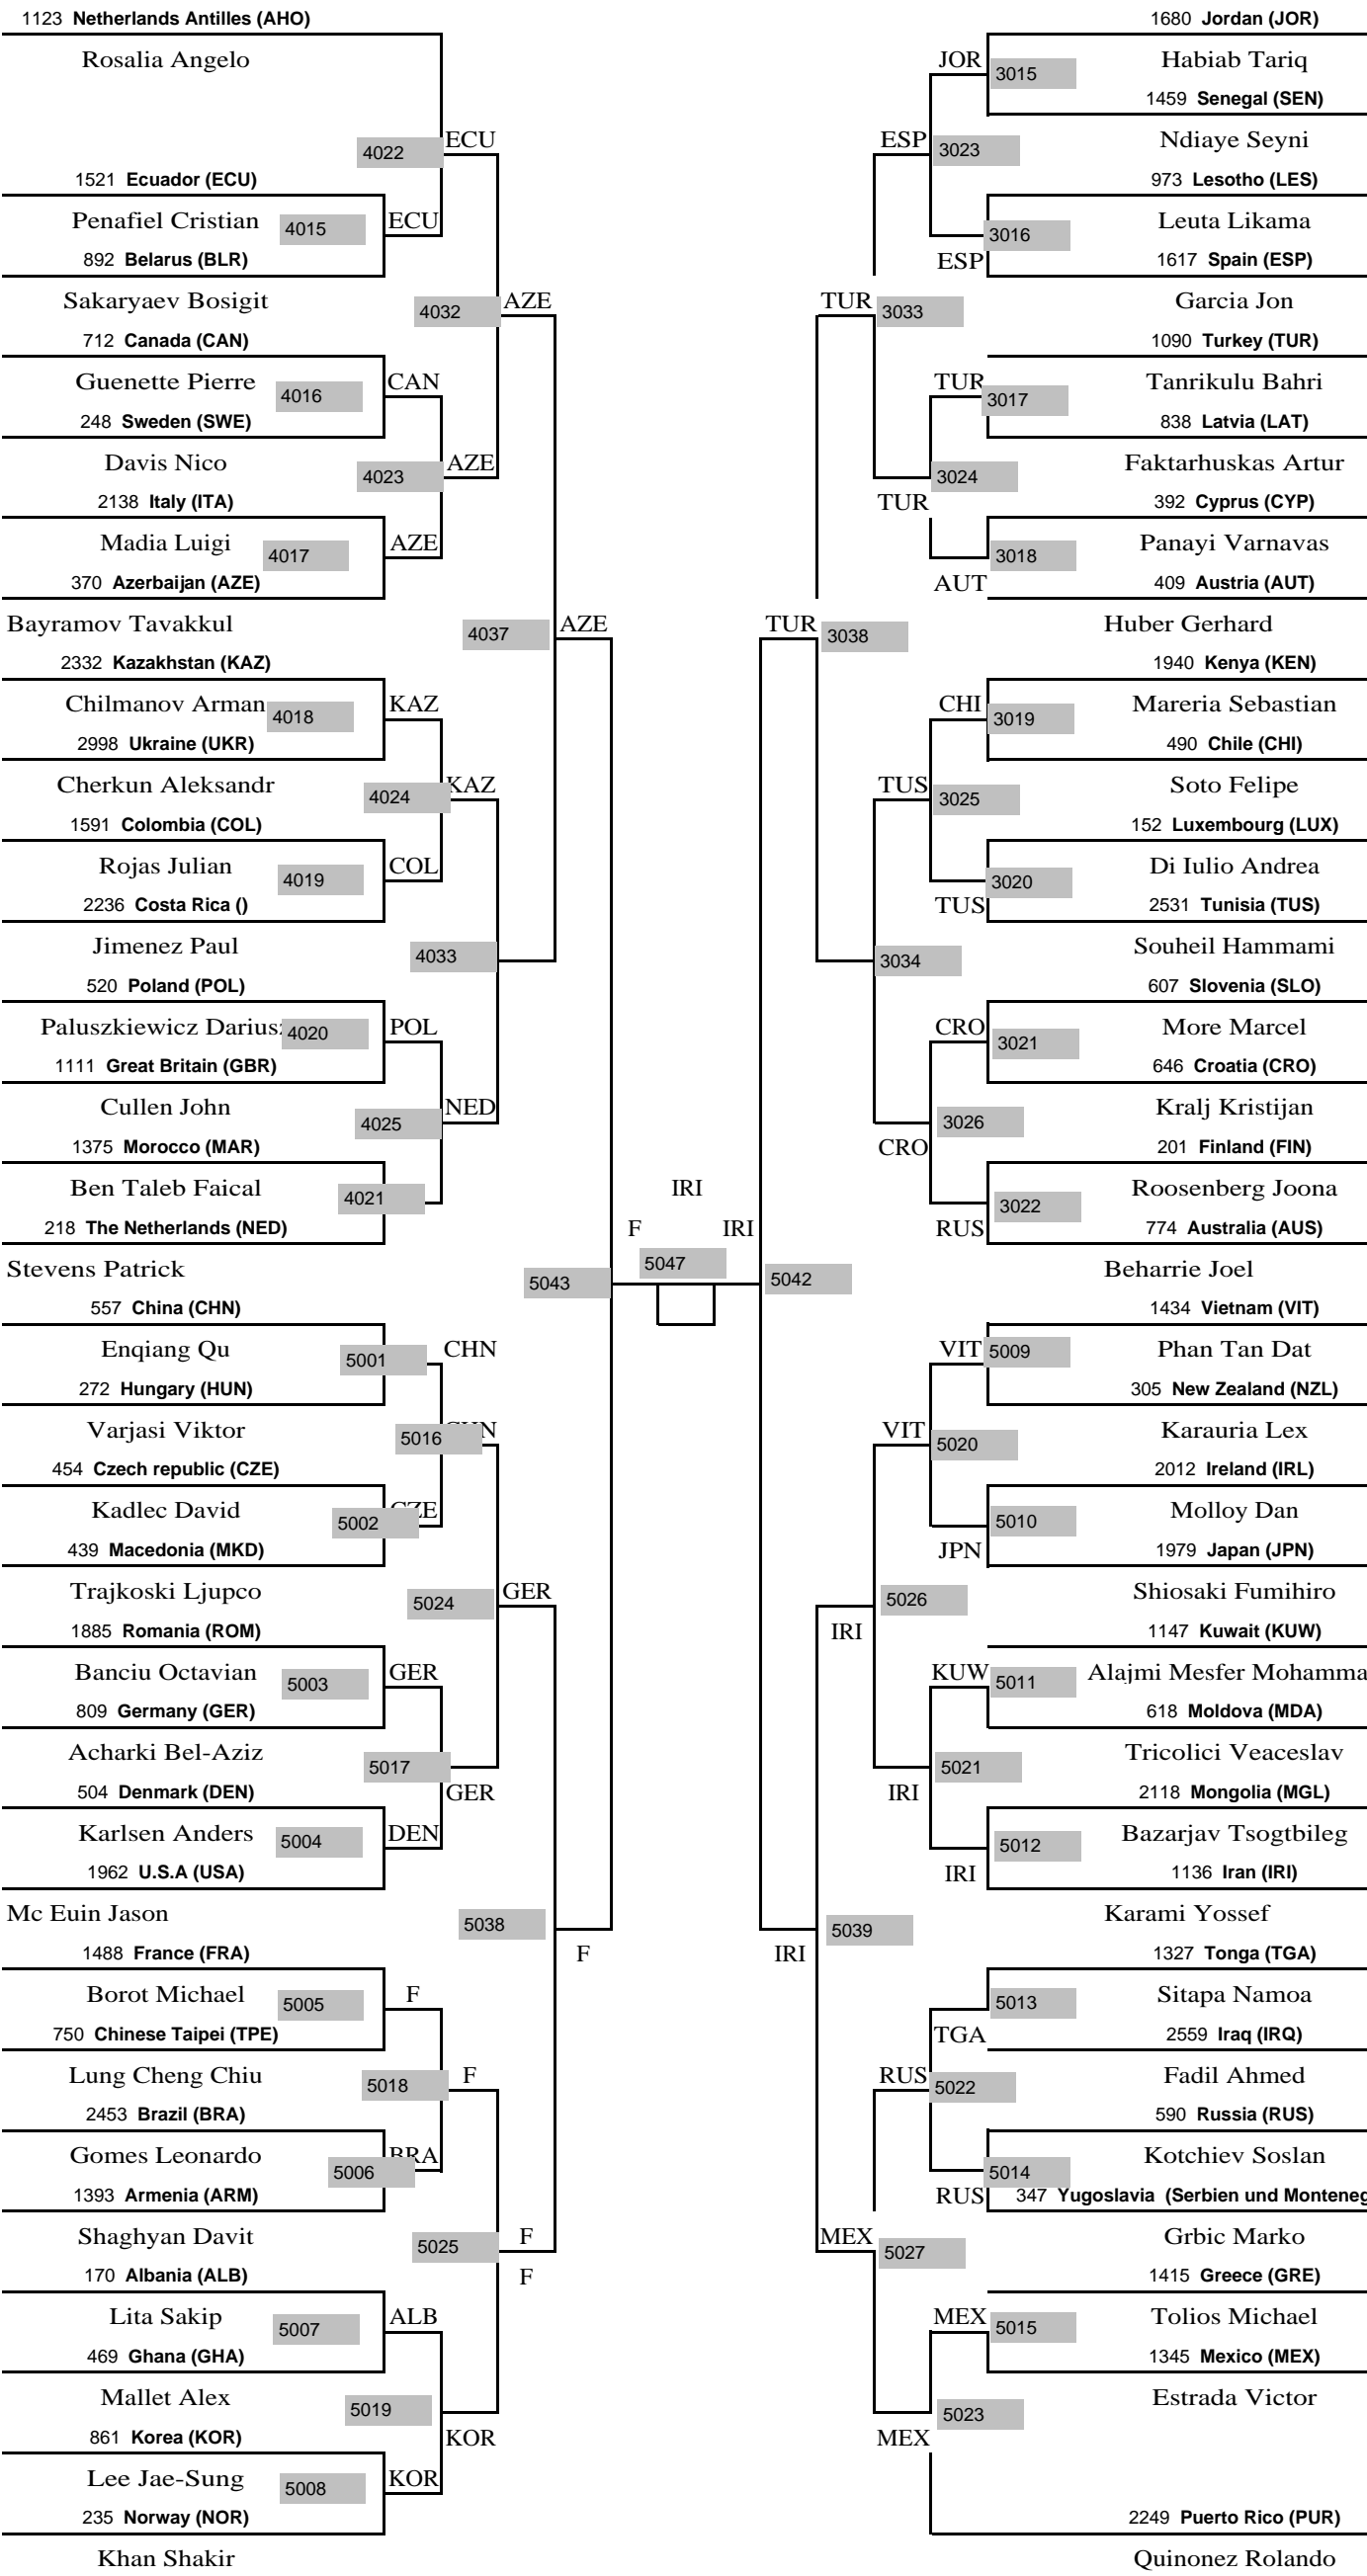 1123 Netherlands Antilles (AHO)
Rosalia Angelo
4022 ECU
1521 Ecuador (ECU)
Penafiel Cristian 4015 ECU
892 Belarus (BLR)
Sakaryaev Bosigit
4032 AZE
712 Canada (CAN)
Guenette Pierre 4016 CAN
248 Sweden (SWE)
Davis Nico
4023 AZE
2138 Italy (ITA)
Madia Luigi 4017 AZE
370 Azerbaijan (AZE)
Bayramov Tavakkul
4037 AZE
2332 Kazakhstan (KAZ)
Chilmanov Arman 4018 KAZ
2998 Ukraine (UKR)
Cherkun Aleksandr
4024 KAZ
1591 Colombia (COL)
Rojas Julian 4019 COL
2236 Costa Rica ()
Jimenez Paul
4033
520 Poland (POL)
Paluszkiewicz Darius 4020 POL
1111 Great Britain (GBR)
Cullen John
4025 NED
1375 Morocco (MAR)
Ben Taleb Faical 4021
218 The Netherlands (NED)
Stevens Patrick
5043
557 China (CHN)
Enqiang Qu 5001 CHN
272 Hungary (HUN)
Varjasi Viktor
5016
454 Czech republic (CZE)
Kadlec David 5002 CZE
439 Macedonia (MKD)
Trajkoski Ljupco
5024 GER
1885 Romania (ROM)
Banciu Octavian 5003 GER
809 Germany (GER)
Acharki Bel-Aziz
5017 GER
504 Denmark (DEN)
Karlsen Anders 5004 DEN
1962 U.S.A (USA)
Mc Euin Jason
5038 F
1488 France (FRA)
Borot Michael 5005 F
750 Chinese Taipei (TPE)
Lung Cheng Chiu
5018 F
2453 Brazil (BRA)
Gomes Leonardo 5006 BRA
1393 Armenia (ARM)
Shaghyan Davit
5025 F
F
170 Albania (ALB)
Lita Sakip 5007 ALB
469 Ghana (GHA)
Mallet Alex
5019 KOR
861 Korea (KOR)
Lee Jae-Sung 5008 KOR
235 Norway (NOR)
Khan Shakir
IRI
F IRI
5047
1680 Jordan (JOR)
JOR 3015 Habiab Tariq
1459 Senegal (SEN)
ESP 3023 Ndiaye Seyni
973 Lesotho (LES)
3016 Leuta Likama
ESP 1617 Spain (ESP)
TUR 3033 Garcia Jon
1090 Turkey (TUR)
TUR 3017 Tanrikulu Bahri
838 Latvia (LAT)
3024 Faktarhuskas Artur
TUR 392 Cyprus (CYP)
3018 Panayi Varnavas
AUT 409 Austria (AUT)
TUR 3038 Huber Gerhard
1940 Kenya (KEN)
CHI 3019 Mareria Sebastian
490 Chile (CHI)
TUS 3025 Soto Felipe
152 Luxembourg (LUX)
3020 Di Iulio Andrea
TUS 2531 Tunisia (TUS)
3034 Souheil Hammami
607 Slovenia (SLO)
CRO 3021 More Marcel
646 Croatia (CRO)
3026 Kralj Kristijan
CRO 201 Finland (FIN)
3022 Roosenberg Joona
RUS 774 Australia (AUS)
5042 Beharrie Joel
1434 Vietnam (VIT)
VIT 5009 Phan Tan Dat
305 New Zealand (NZL)
VIT 5020 Karauria Lex
2012 Ireland (IRL)
5010 Molloy Dan
JPN 1979 Japan (JPN)
5026 Shiosaki Fumihiro
IRI 1147 Kuwait (KUW)
KUW 5011 Alajmi Mesfer Mohamma
618 Moldova (MDA)
5021 Tricolici Veaceslav
IRI 2118 Mongolia (MGL)
5012 Bazarjav Tsogtbileg
IRI 1136 Iran (IRI)
5039 Karami Yossef
IRI 1327 Tonga (TGA)
5013 Sitapa Namoa
TGA 2559 Iraq (IRQ)
RUS 5022 Fadil Ahmed
590 Russia (RUS)
5014 Kotchiev Soslan
RUS 347 Yugoslavia (Serbien und Monteneg
MEX 5027 Grbic Marko
1415 Greece (GRE)
MEX 5015 Tolios Michael
1345 Mexico (MEX)
5023 Estrada Victor
MEX
2249 Puerto Rico (PUR)
Quinonez Rolando